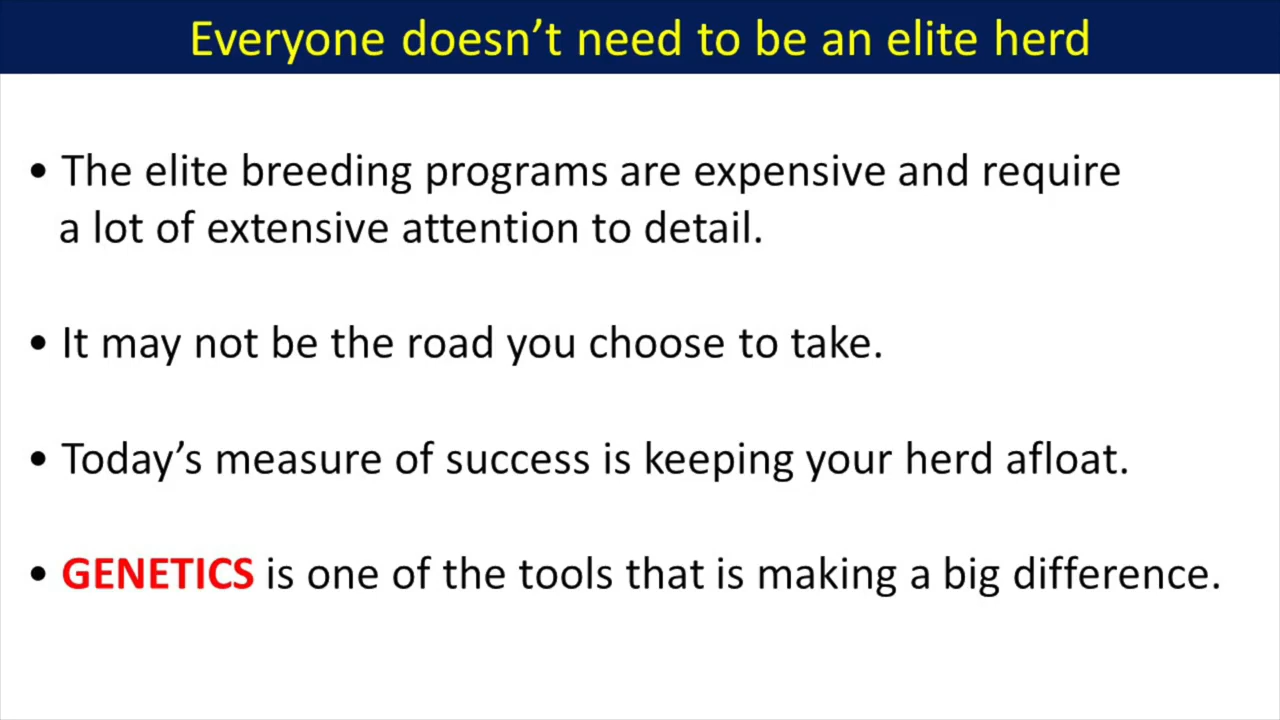 Everyone doesn’t need to be an elite herd
• The elite breeding programs are expensive and require
a lot of extensive attention to detail.
• It may not be the road you choose to take.
• Today’s measure of success is keeping your herd afloat.
• GENETICS is one of the tools that is making a big difference.